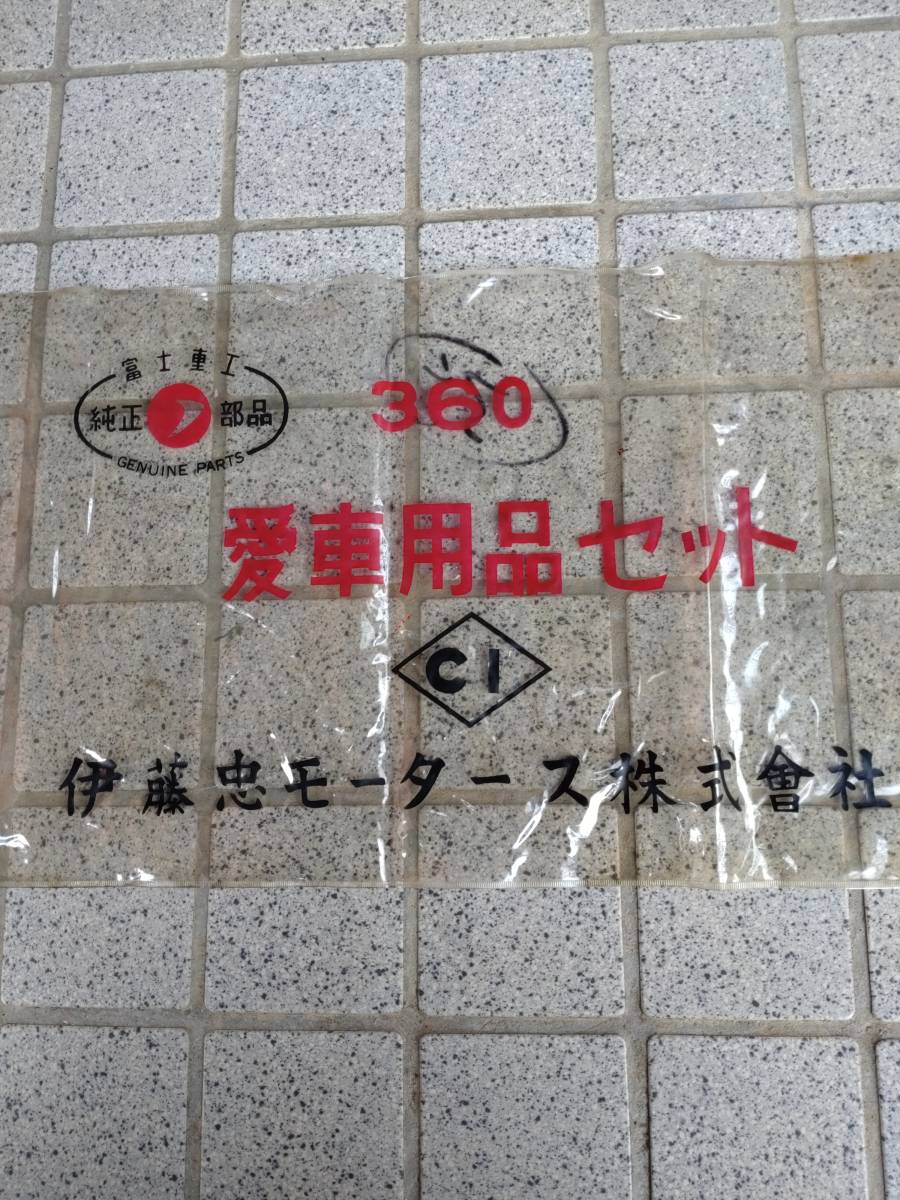 富士重工
純正 部品
GENUINE PARTS
360
愛車用品セット
CI
伊藤忠モータース株式會社